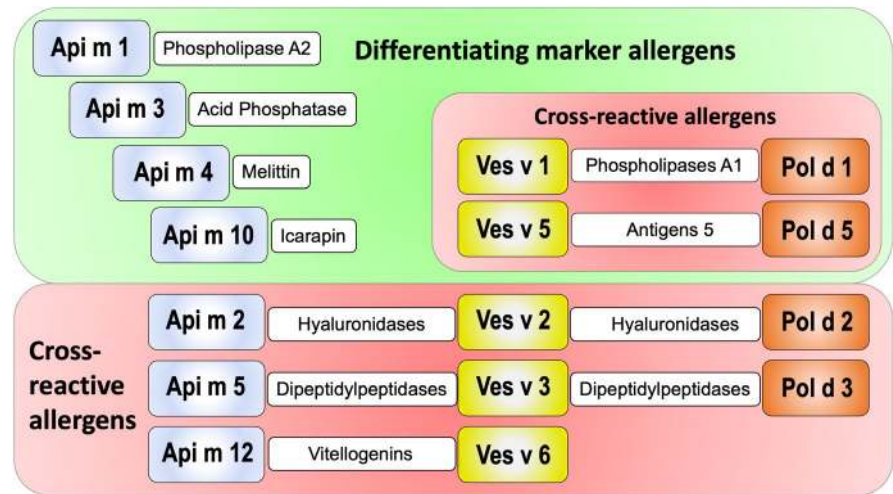 Api m 1 Phospholipase A2 Differentiating marker allergens
Api m 3 Acid Phosphatase
Cross-reactive allergens
Api m 4 Melittin Ves v 1 Phospholipases A1 Pol d 1
Api m 10 Icarapin Ves v 5 Antigens 5 Pol d 5
Cross-
reactive
allergens
Api m 2 Hyaluronidases Ves v 2 Hyaluronidases Pol d 2
Api m 5 Dipeptidylpeptidases Ves v 3 Dipeptidylpeptidases Pol d 3
Api m 12 Vitellogenins Ves v 6